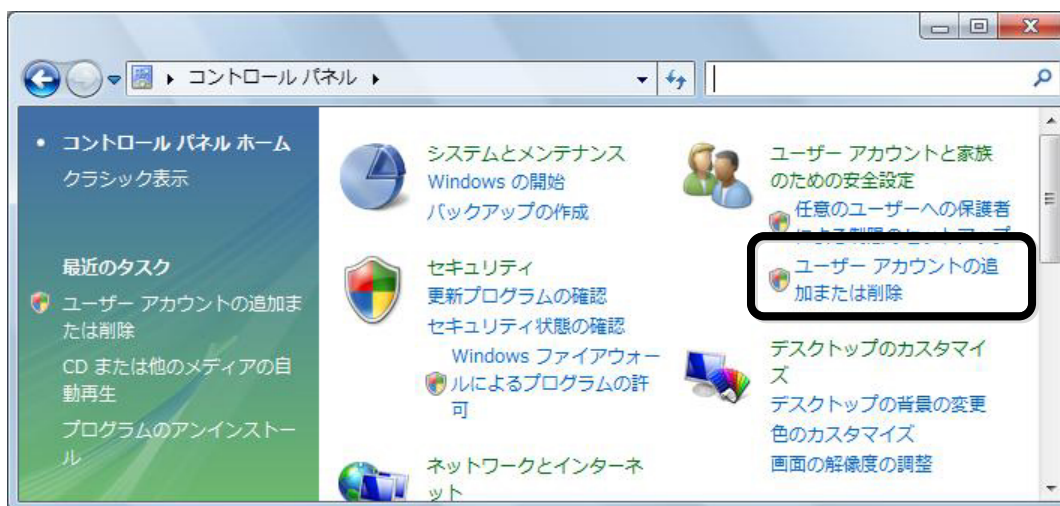 コントロール パネル
コントロール パネル ホーム
クラシック表示
最近のタスク
ユーザー アカウントの追加ま
たは削除
CD または他のメディアの自
動再生
プログラムのアンインストー
ル
システムとメンテナンス
Windows の開始
バックアップの作成
セキュリティ
更新プログラムの確認
セキュリティ状態の確認
Windows ファイアウォー
ルによるプログラムの許
可
ネットワークとインターネ
ット
ユーザー アカウントと家族
のための安全設定
任意のユーザーへの保護者
による制限のセットアップ
ユーザー アカウントの追
加または削除
デスクトップのカスタマイ
ズ
デスクトップの背景の変更
色のカスタマイズ
画面の解像度の調整